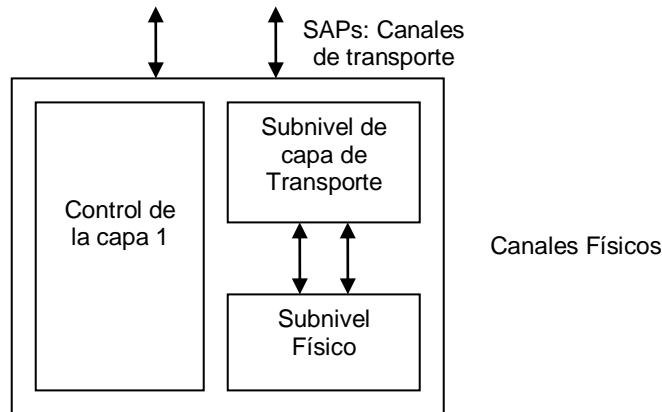 SAPs: Canales
de transporte
Subnivel de
capa de
Transporte
Control de
la capa 1
Canales Físicos
Subnivel
Físico